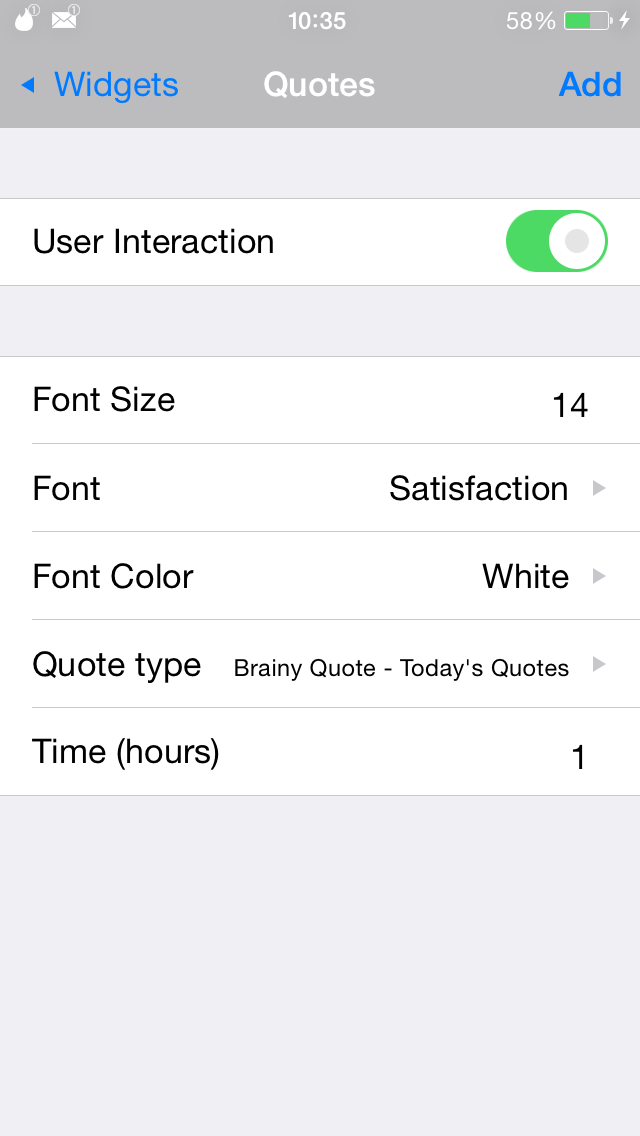 1 1 10:35 58%
Widgets Quotes Add
User Interaction
Font Size 14
Font Satisfaction
Font Color White
Quote type Brainy Quote - Today's Quotes
Time (hours) 1